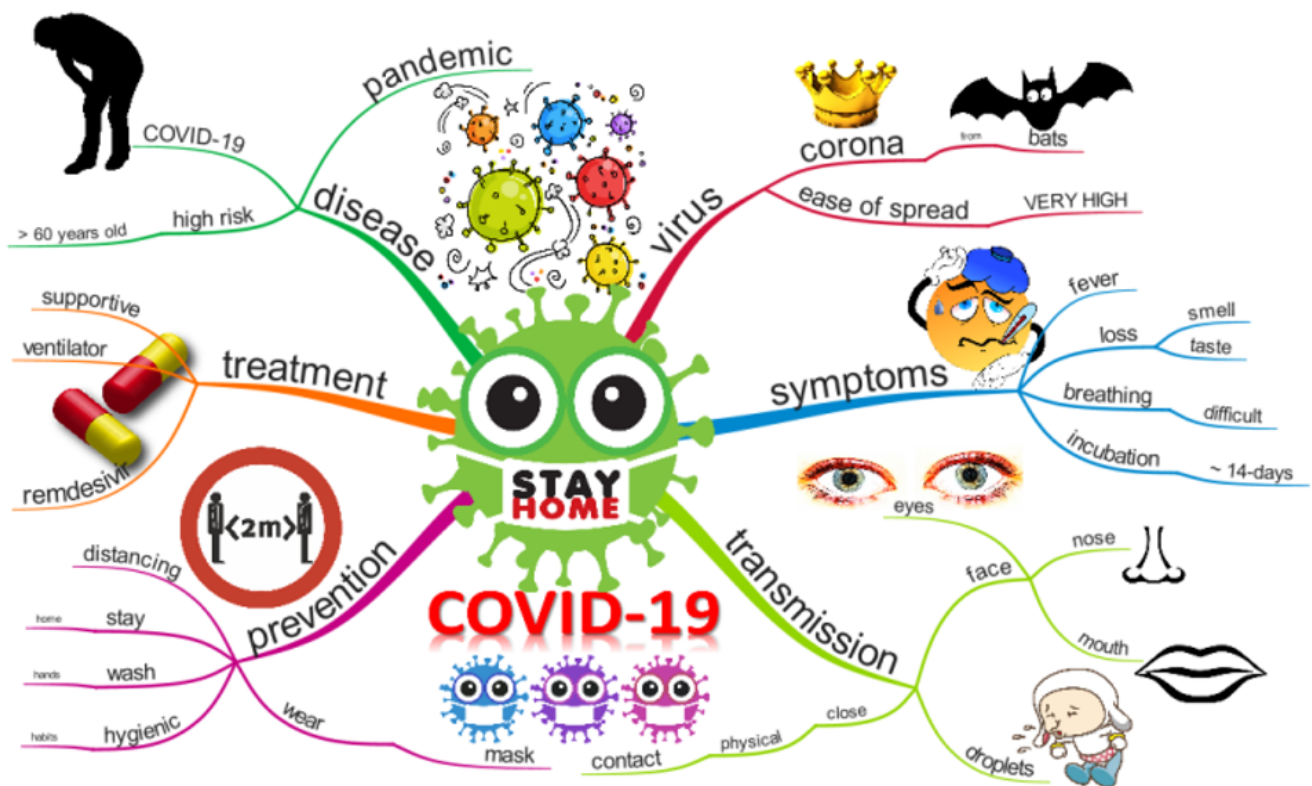 pandemic
COVID-19
disease
high risk
> 60 years old
virus
corona
from
bats
ease of spread
VERY HIGH
symptoms
fever
loss
smell
taste
breathing
difficult
incubation
~ 14-days
treatment
supportive
ventilator
remdesivir
STAY
HOME
COVID-19
<2m>
prevention
distancing
stay
home
wash
hands
hygienic
habits
wear
mask
transmission
face
eyes
nose
mouth
close
physical
contact
droplets